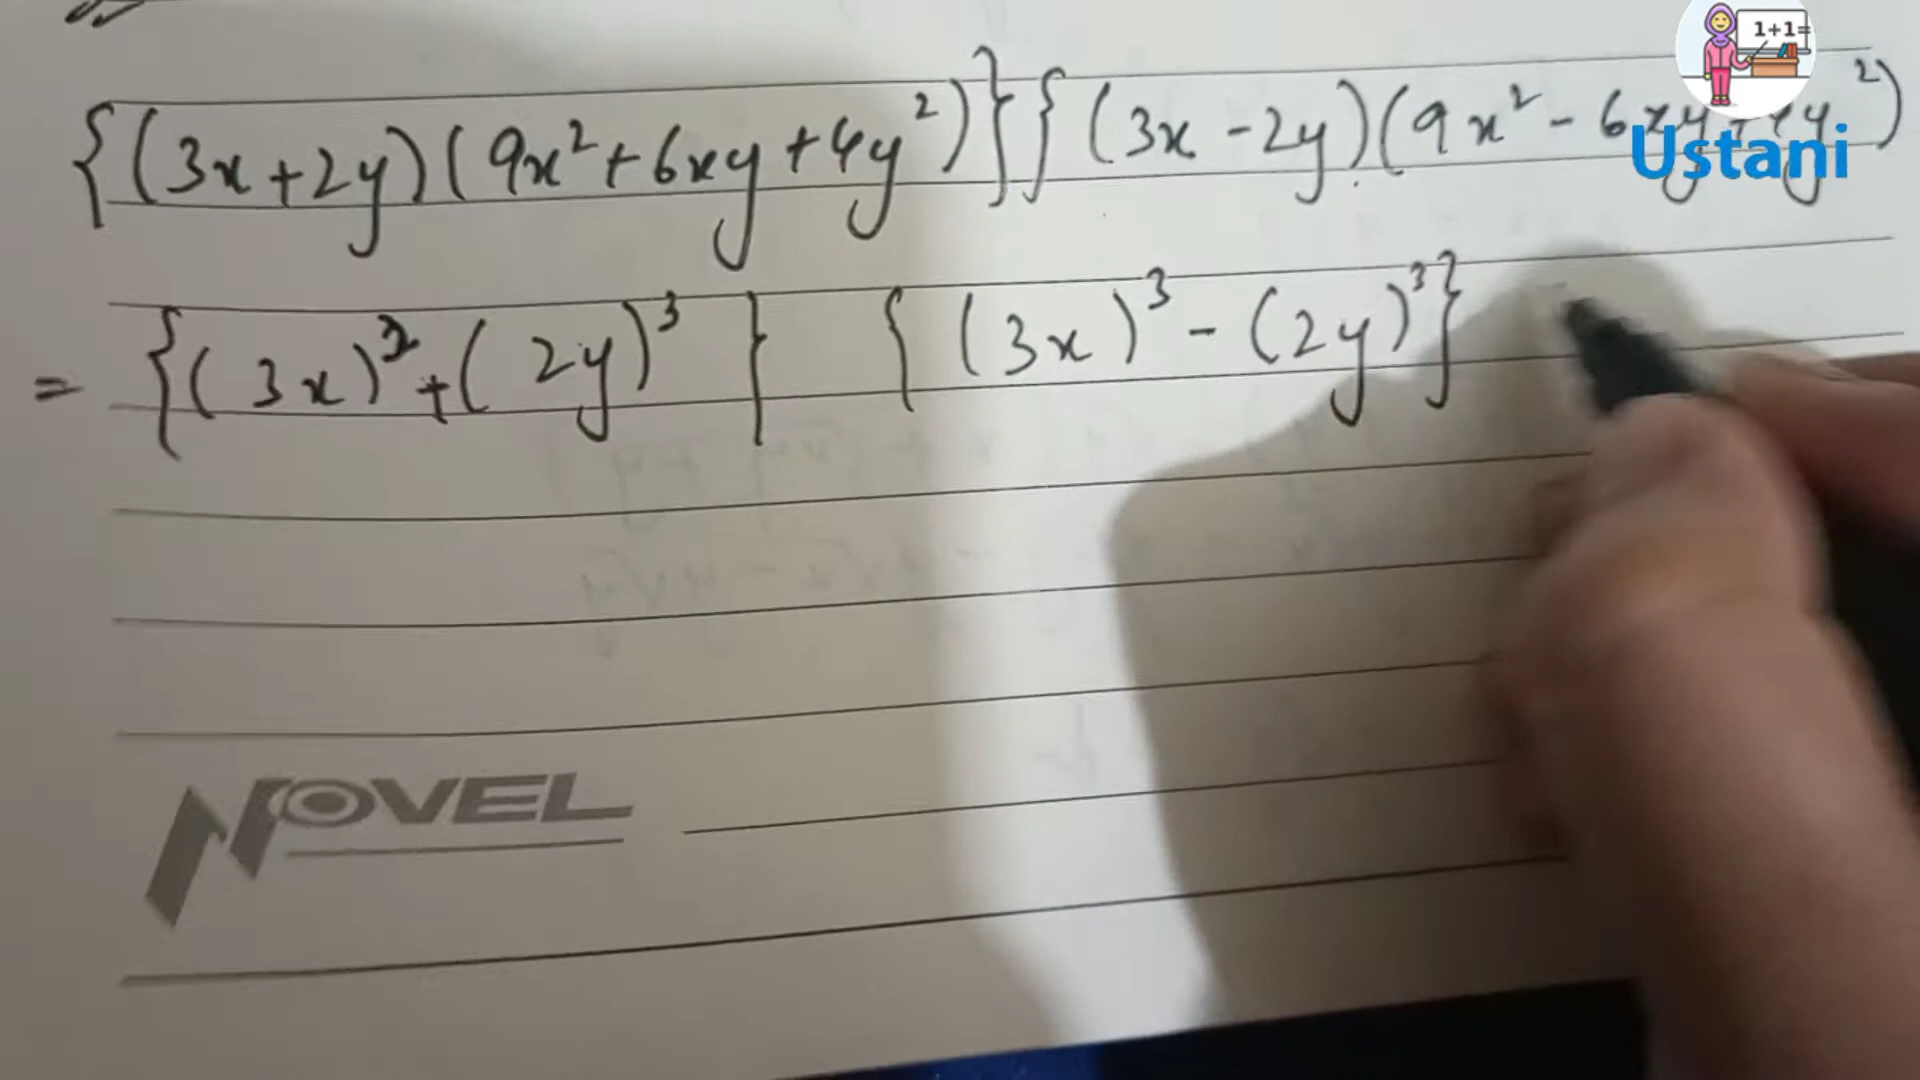 1+1=
{(3x+2y)(9x²+6xy+4y²)}{(3x-2y)(9x²-6xy+4y²)
Ustani
= {(3x)³+(2y)³} {(3x)³-(2y)³}
NOVEL